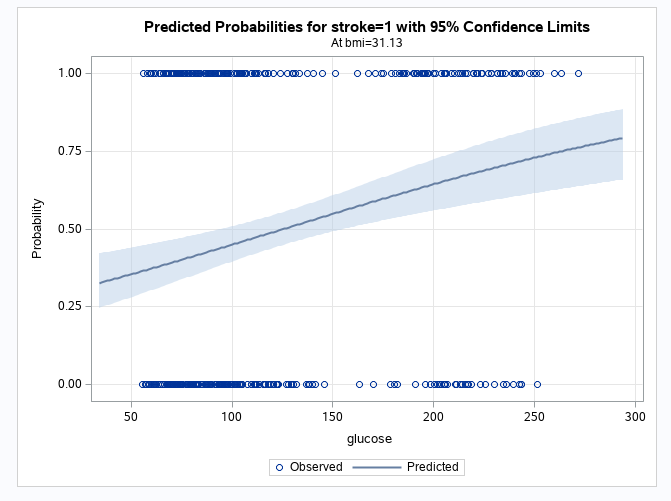 Predicted Probabilities for stroke=1 with 95% Confidence Limits
At bmi=31.13
1.00
0.75
0.50
0.25
0.00
Probability
50 100 150 200 250 300
glucose
Observed Predicted